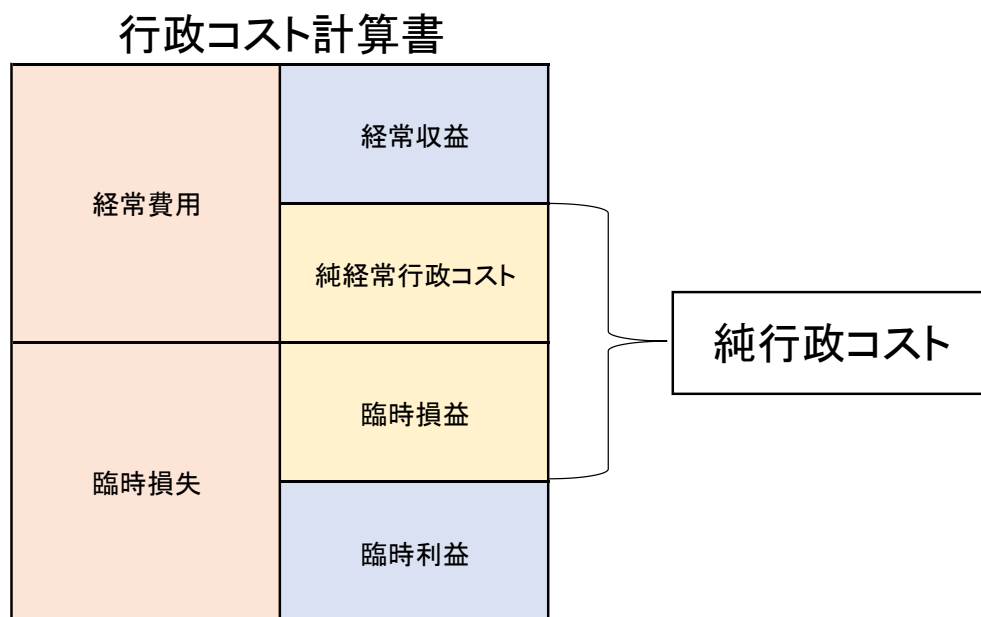 行政コスト計算書
経常費用
経常収益
純経常行政コスト
臨時損失
臨時損益
臨時利益
純行政コスト